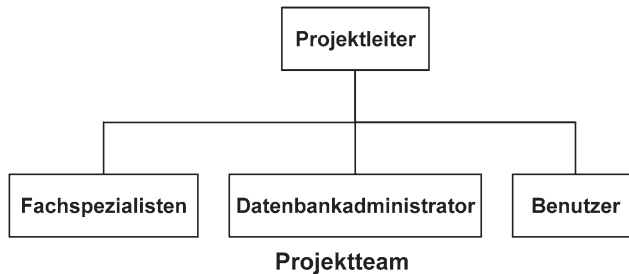 Projektleiter
Fachspezialisten
Datenbankadministrator
Benutzer
Projektteam